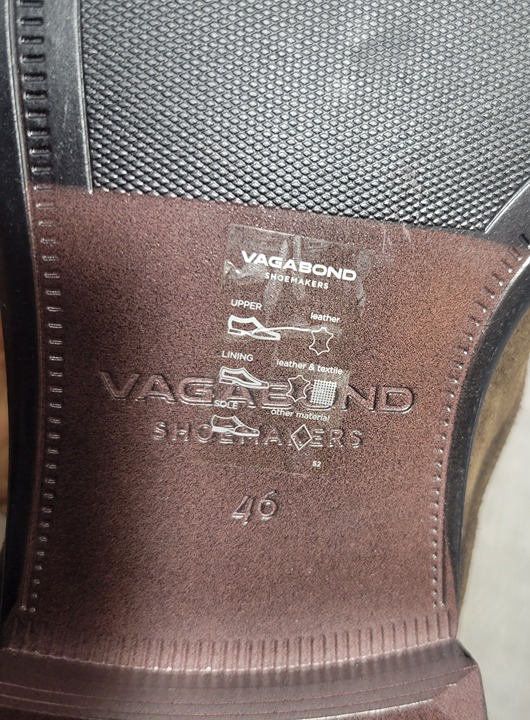 VAGABOND
SHOEMAKERS
UPPER leather
LINING leather & textile
VAGABOND
SOLE other material
SHOEMAKERS
S2
46